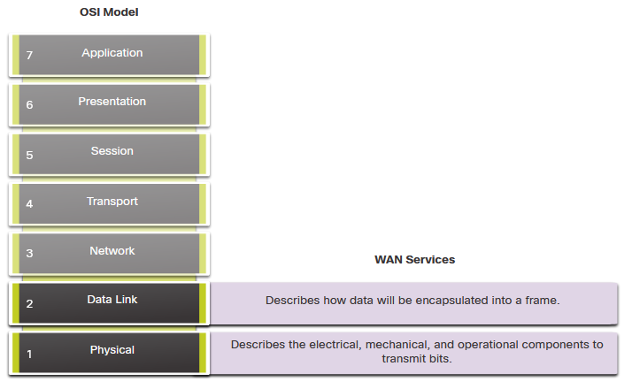 OSI Model
7 Application
6 Presentation
5 Session
4 Transport
3 Network
WAN Services
2 Data Link Describes how data will be encapsulated into a frame.
1 Physical Describes the electrical, mechanical, and operational components to
transmit bits.